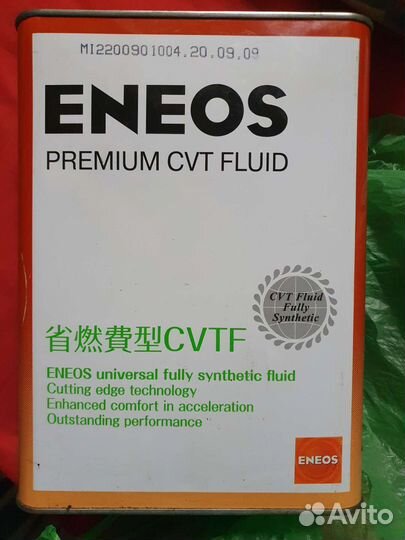 MI2200901004.20.09.09
ENEOS
PREMIUM CVT FLUID
CVT Fluid
Fully
Synthetic
省燃費型CVTF
ENEOS universal fully synthetic fluid
Cutting edge technology
Enhanced comfort in acceleration
Outstanding performance
ENEOS
Avito